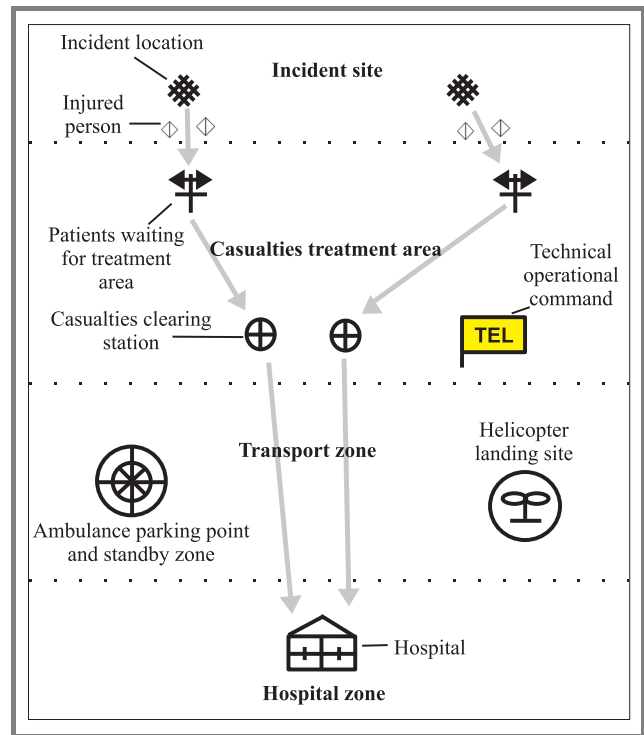 Incident location
Incident site
Injured
person
Patients waiting
for treatment
area
Casualties treatment area
Technical
operational
command
Casualties clearing
station
TEL
Transport zone
Helicopter
landing site
Ambulance parking point
and standby zone
Hospital
Hospital zone